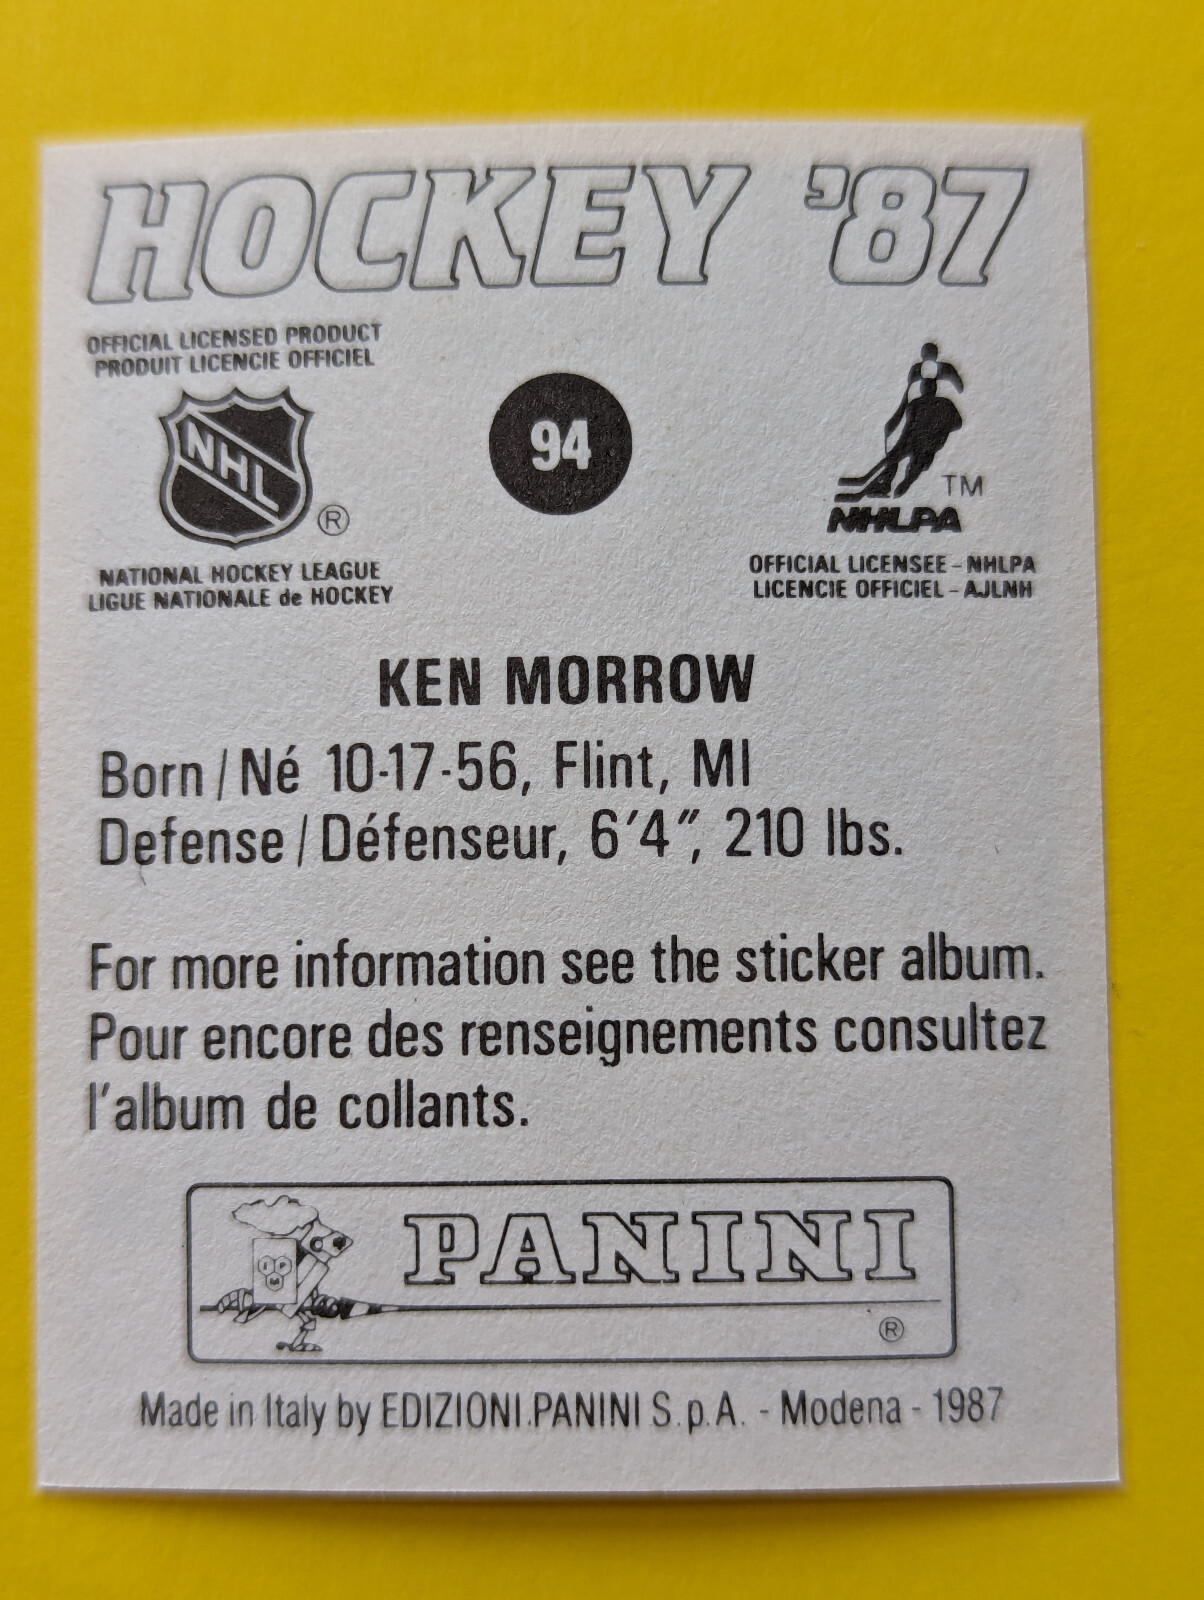 HOCKEY '87
OFFICIAL LICENSED PRODUCT
PRODUIT LICENCIE OFFICIEL
NHL
®
NATIONAL HOCKEY LEAGUE
LIGUE NATIONALE de HOCKEY
94
TM
NHLPA
OFFICIAL LICENSEE - NHLPA
LICENCIE OFFICIEL - AJLNH
KEN MORROW
Born / Né 10-17-56, Flint, MI
Defense / Défenseur, 6'4", 210 lbs.
For more information see the sticker album.
Pour encore des renseignements consultez
l'album de collants.
I P
M
PANINI
®
Made in Italy by EDIZIONI PANINI S.p.A. - Modena - 1987